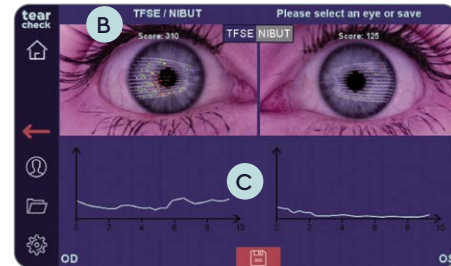 tear
check
B
TFSE / NIBUT
Please select an eye or save
Score: 310
TFSE NIBUT
Score: 125
C
0 2 4 6 8 10
0 2 4 6 8 10
OD
OS